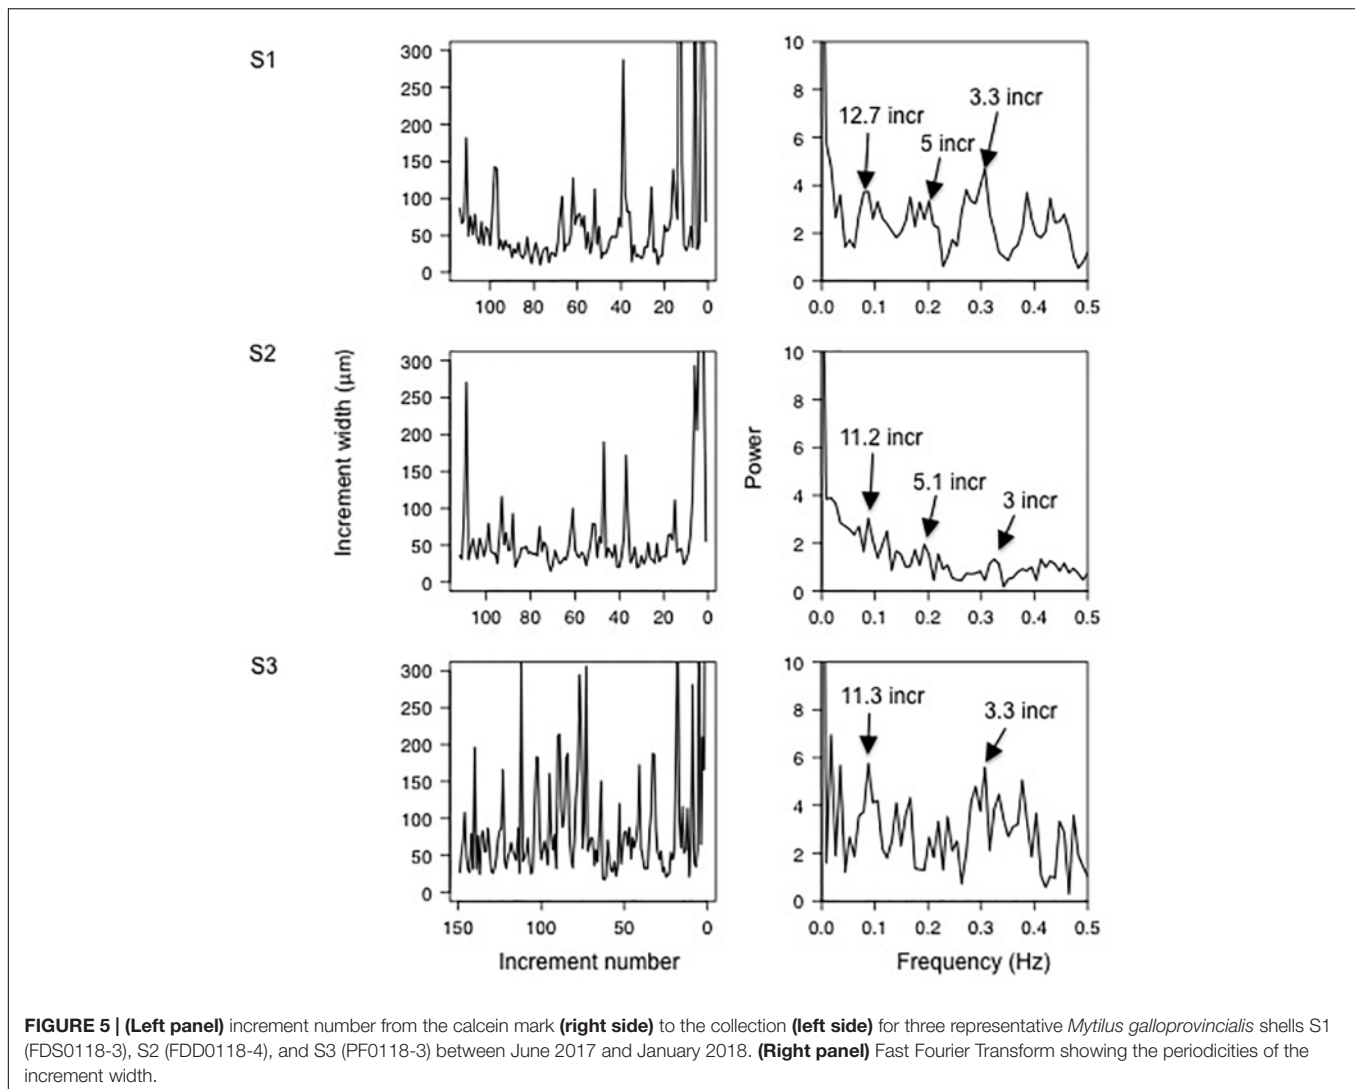 S1
300
250
200
150
100
50
0
100 80 60 40 20 0
10
8
6
4
2
0
12.7 incr
5 incr
3.3 incr
0.0 0.1 0.2 0.3 0.4 0.5
S2
Increment width (µm)
300
250
200
150
100
50
0
100 80 60 40 20 0
Power
10
8
6
4
2
0
11.2 incr
5.1 incr
3 incr
0.0 0.1 0.2 0.3 0.4 0.5
S3
300
250
200
150
100
50
0
150 100 50 0
Increment number
10
8
6
4
2
0
11.3 incr
3.3 incr
0.0 0.1 0.2 0.3 0.4 0.5
Frequency (Hz)
FIGURE 5 | (Left panel) increment number from the calcein mark (right side) to the collection (left side) for three representative Mytilus galloprovincialis shells S1
(FDS0118-3), S2 (FDD0118-4), and S3 (PF0118-3) between June 2017 and January 2018. (Right panel) Fast Fourier Transform showing the periodicities of the
increment width.